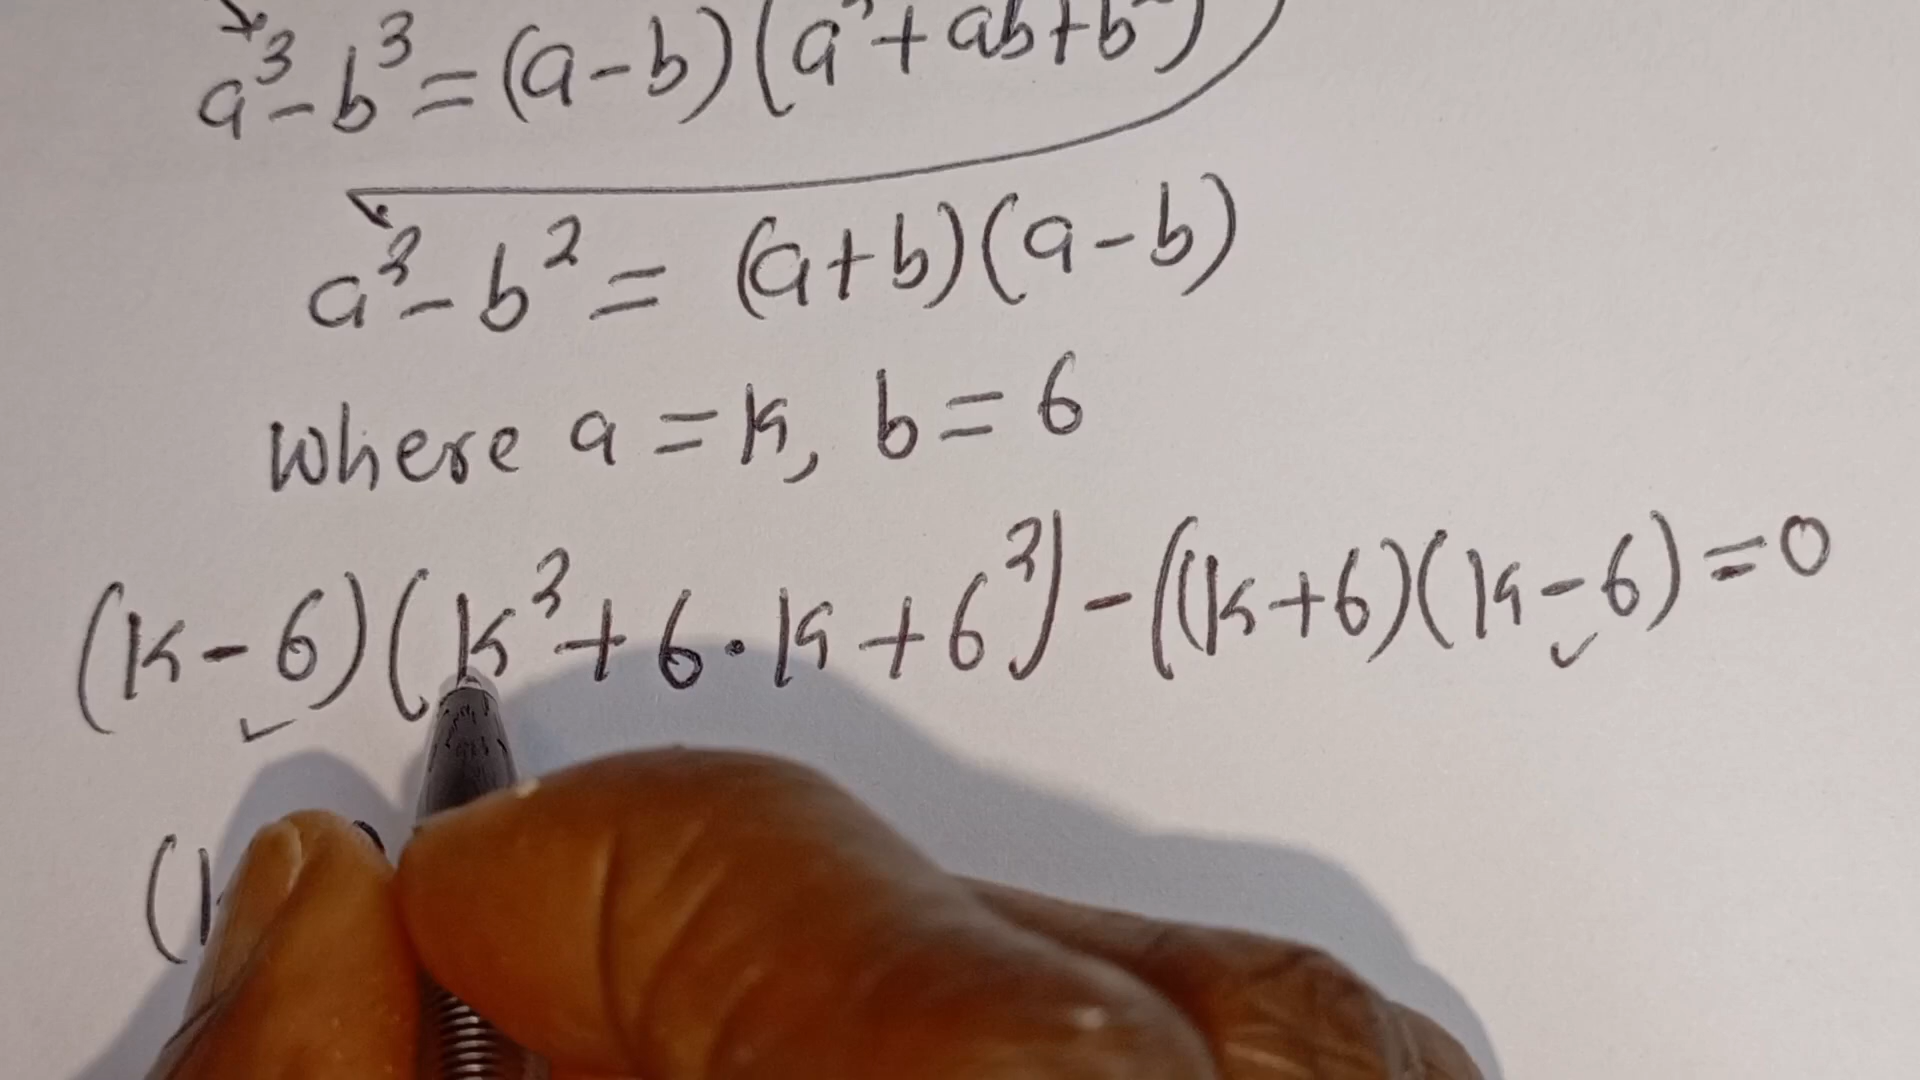 a³-b³=(a-b)(a²+ab+b²)
a²-b²=(a+b)(a-b)
Where a=k, b=6
(k-6)(k²+6·k+6²)-((k+6)(k-6)=0
(k